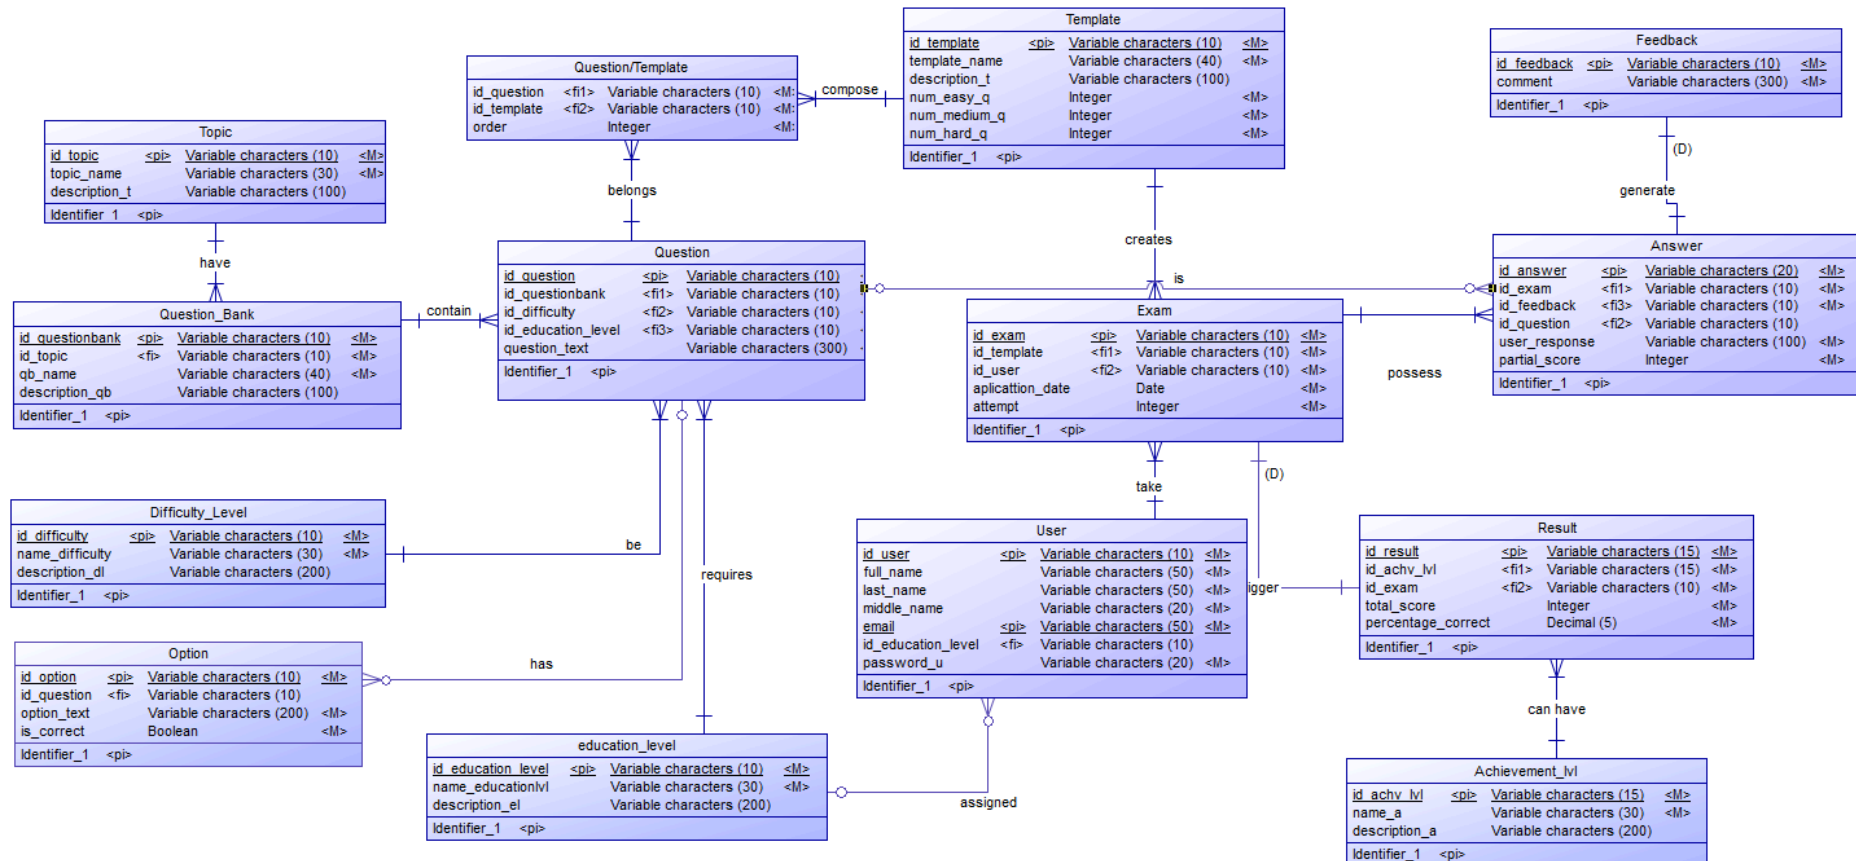 Template
id_template <pi> Variable characters (10) <M>
template_name Variable characters (40) <M>
description_t Variable characters (100)
num_easy_q Integer <M>
num_medium_q Integer <M>
num_hard_q Integer <M>
Identifier_1 <pi>
Feedback
id_feedback <pi> Variable characters (10) <M>
comment Variable characters (300) <M>
Identifier_1 <pi>
Question/Template
id_question <fi1> Variable characters (10) <M:
id_template <fi2> Variable characters (10) <M:
order Integer <M:
compose
Topic
id_topic <pi> Variable characters (10) <M>
topic_name Variable characters (30) <M>
description_t Variable characters (100)
Identifier_1 <pi>
belongs
(D)
generate
have
creates
is
Question
id_question <pi> Variable characters (10)
id_questionbank <fi1> Variable characters (10)
id_difficulty <fi2> Variable characters (10)
id_education_level <fi3> Variable characters (10)
question_text Variable characters (300)
Identifier_1 <pi>
Answer
id_answer <pi> Variable characters (20) <M>
id_exam <fi1> Variable characters (10) <M>
id_feedback <fi3> Variable characters (10) <M>
id_question <fi2> Variable characters (10)
user_response Variable characters (100) <M>
partial_score Integer <M>
Identifier_1 <pi>
Question_Bank
id_questionbank <pi> Variable characters (10) <M>
id_topic <fi> Variable characters (10) <M>
qb_name Variable characters (40) <M>
description_qb Variable characters (100)
Identifier_1 <pi>
contain
Exam
id_exam <pi> Variable characters (10) <M>
id_template <fi1> Variable characters (10) <M>
id_user <fi2> Variable characters (10) <M>
aplicattion_date Date <M>
attempt Integer <M>
Identifier_1 <pi>
possess
(D)
take
Difficulty_Level
id_difficulty <pi> Variable characters (10) <M>
name_difficulty Variable characters (30) <M>
description_dl Variable characters (200)
Identifier_1 <pi>
be
requires
User
id_user <pi> Variable characters (10) <M>
full_name Variable characters (50) <M>
last_name Variable characters (50) <M>
middle_name Variable characters (20) <M>
email <pi> Variable characters (50) <M>
id_education_level <fi> Variable characters (10)
password_u Variable characters (20) <M>
Identifier_1 <pi>
igger
Result
id_result <pi> Variable characters (15) <M>
id_achv_lvl <fi1> Variable characters (15) <M>
id_exam <fi2> Variable characters (10) <M>
total_score Integer <M>
percentage_correct Decimal (5) <M>
Identifier_1 <pi>
Option
id_option <pi> Variable characters (10) <M>
id_question <fi> Variable characters (10)
option_text Variable characters (200) <M>
is_correct Boolean <M>
Identifier_1 <pi>
has
can have
education_level
id_education_level <pi> Variable characters (10) <M>
name_educationlvl Variable characters (30) <M>
description_el Variable characters (200)
Identifier_1 <pi>
assigned
Achievement_lvl
id_achv_lvl <pi> Variable characters (15) <M>
name_a Variable characters (30) <M>
description_a Variable characters (200)
Identifier_1 <pi>